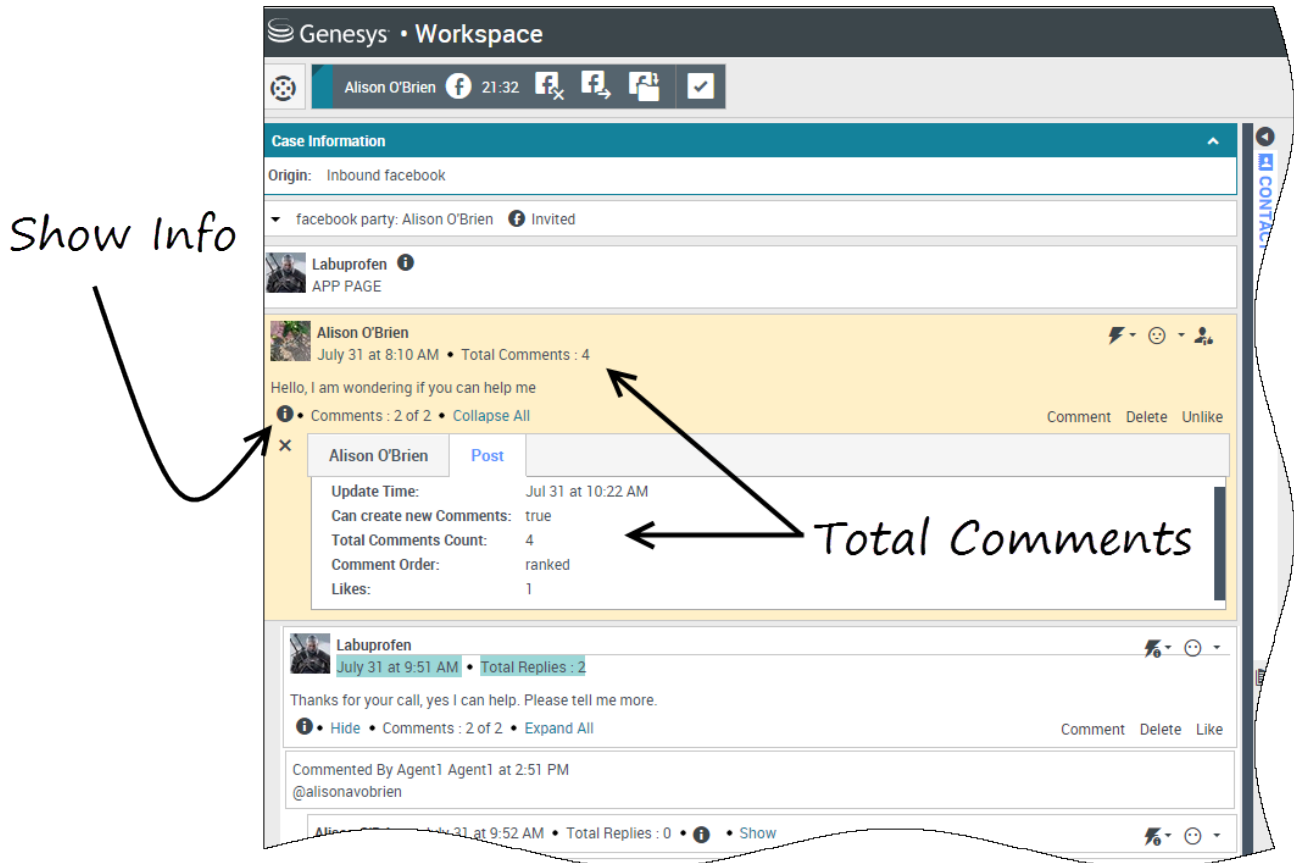 Genesys • Workspace
Alison O'Brien 21:32
Case Information
Origin: Inbound facebook
CONTACT
facebook party: Alison O'Brien Invited
Show Info
Labuprofen
APP PAGE
Alison O'Brien
July 31 at 8:10 AM • Total Comments : 4
Hello, I am wondering if you can help me
• Comments : 2 of 2 • Collapse All Comment Delete Unlike
Alison O'Brien Post
Update Time: Jul 31 at 10:22 AM
Can create new Comments: true
Total Comments Count: 4
Total Comments
Comment Order: ranked
Likes: 1
Labuprofen
July 31 at 9:51 AM • Total Replies : 2
Thanks for your call, yes I can help. Please tell me more.
• Hide • Comments : 2 of 2 • Expand All Comment Delete Like
Commented By Agent1 Agent1 at 2:51 PM
@alisonavobrien
31 at 9:52 AM • Total Replies : 0 • • Show